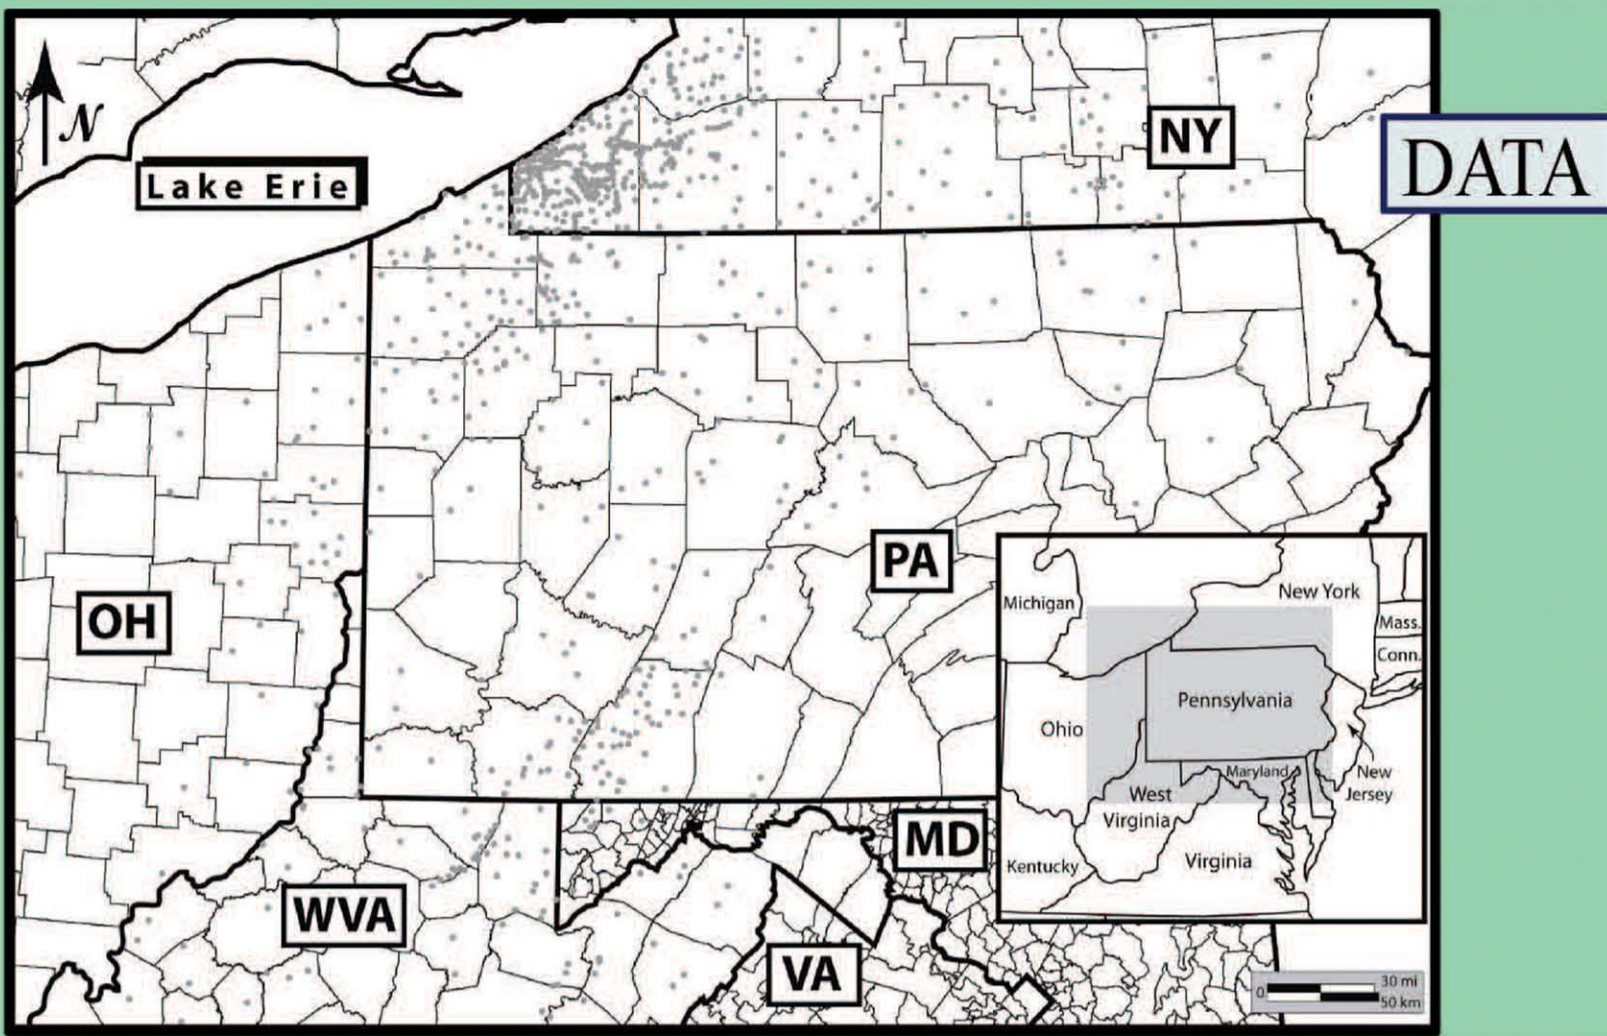 N
Lake Erie
NY
DATA
PA
OH
MD
WVA
VA
Michigan
New York
Mass.
Conn.
Pennsylvania
Ohio
Maryland
New
Jersey
West
Virginia
Kentucky
Virginia
0
30 mi
50 km